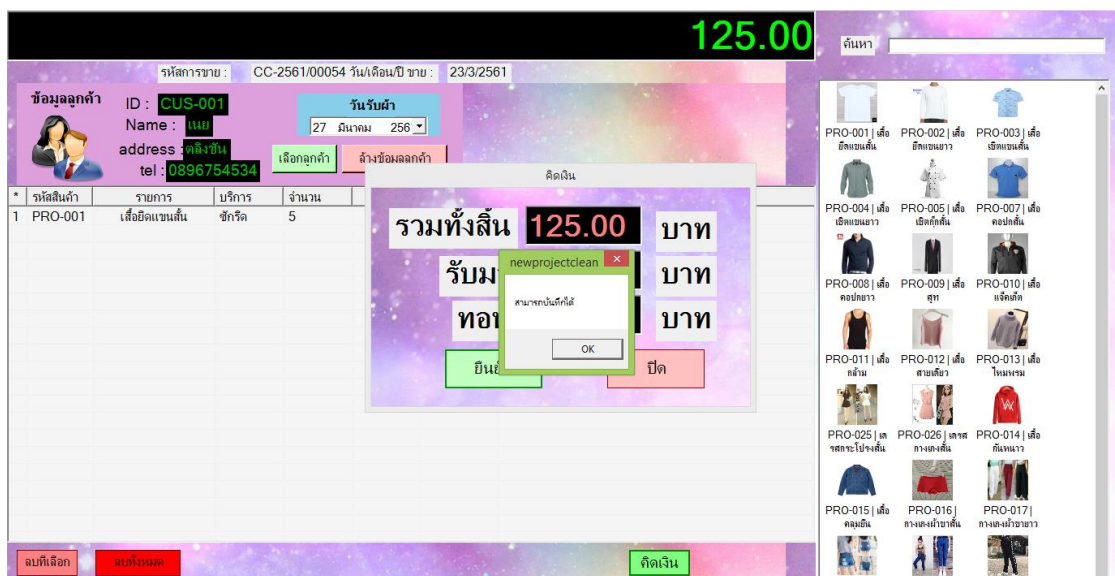 125.00
ค้นหา
รหัสการขาย : CC-2561/00054 วัน/เดือน/ปี ขาย : 23/3/2561
ข้อมูลลูกค้า
ID : CUS-001
Name : เนย
address : ตลิ่งชัน
tel : 0896754534
วันรับผ้า
27 มีนาคม 256
เลือกลูกค้า
ล้างข้อมูลลูกค้า
* รหัสสินค้า รายการ บริการ จำนวน
1 PRO-001 เสื้อยืดแขนสั้น ซักรีด 5
คิดเงิน
รวมทั้งสิ้น 125.00 บาท
รับม บาท
ทอน บาท
newprojectclean
สามารถบันทึกได้
OK
ยืนยั
ปิด
PRO-001 | เสื้อ
ยืดแขนสั้น
PRO-002 | เสื้อ
ยืดแขนยาว
PRO-003 | เสื้อ
เชิตแขนสั้น
PRO-004 | เสื้อ
เชิตแขนยาว
PRO-005 | เสื้อ
เชิตกุ๊กสั้น
PRO-007 | เสื้อ
คอปกสั้น
PRO-008 | เสื้อ
คอปกยาว
PRO-009 | เสื้อ
สูท
PRO-010 | เสื้อ
แจ็คเก็ต
PRO-011 | เสื้อ
กล้าม
PRO-012 | เสื้อ
สายเดี่ยว
PRO-013 | เสื้อ
ไหมพรม
PRO-025 | เด
รสกระโปรงสั้น
PRO-026 | เดรส
กางเกงสั้น
PRO-014 | เสื้อ
กันหนาว
PRO-015 | เสื้อ
คลุมยีน
PRO-016 |
กางเกงผ้าขาสั้น
PRO-017 |
กางเกงผ้าขายาว
ลบที่เลือก
ลบทั้งหมด
คิดเงิน